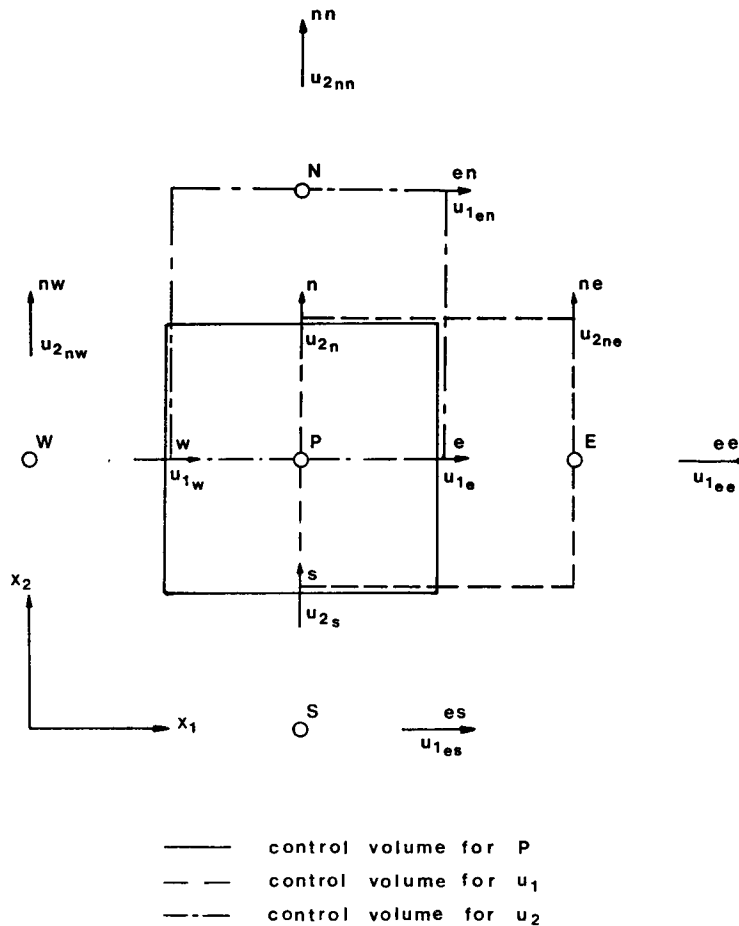 nn
u2nn
N
en
u1en
nw
n
ne
u2nw
u2n
u2ne
W
w
P
e
E
ee
u1w
u1e
u1ee
x2
s
u2s
x1
S
es
u1es
control volume for P
control volume for u1
control volume for u2